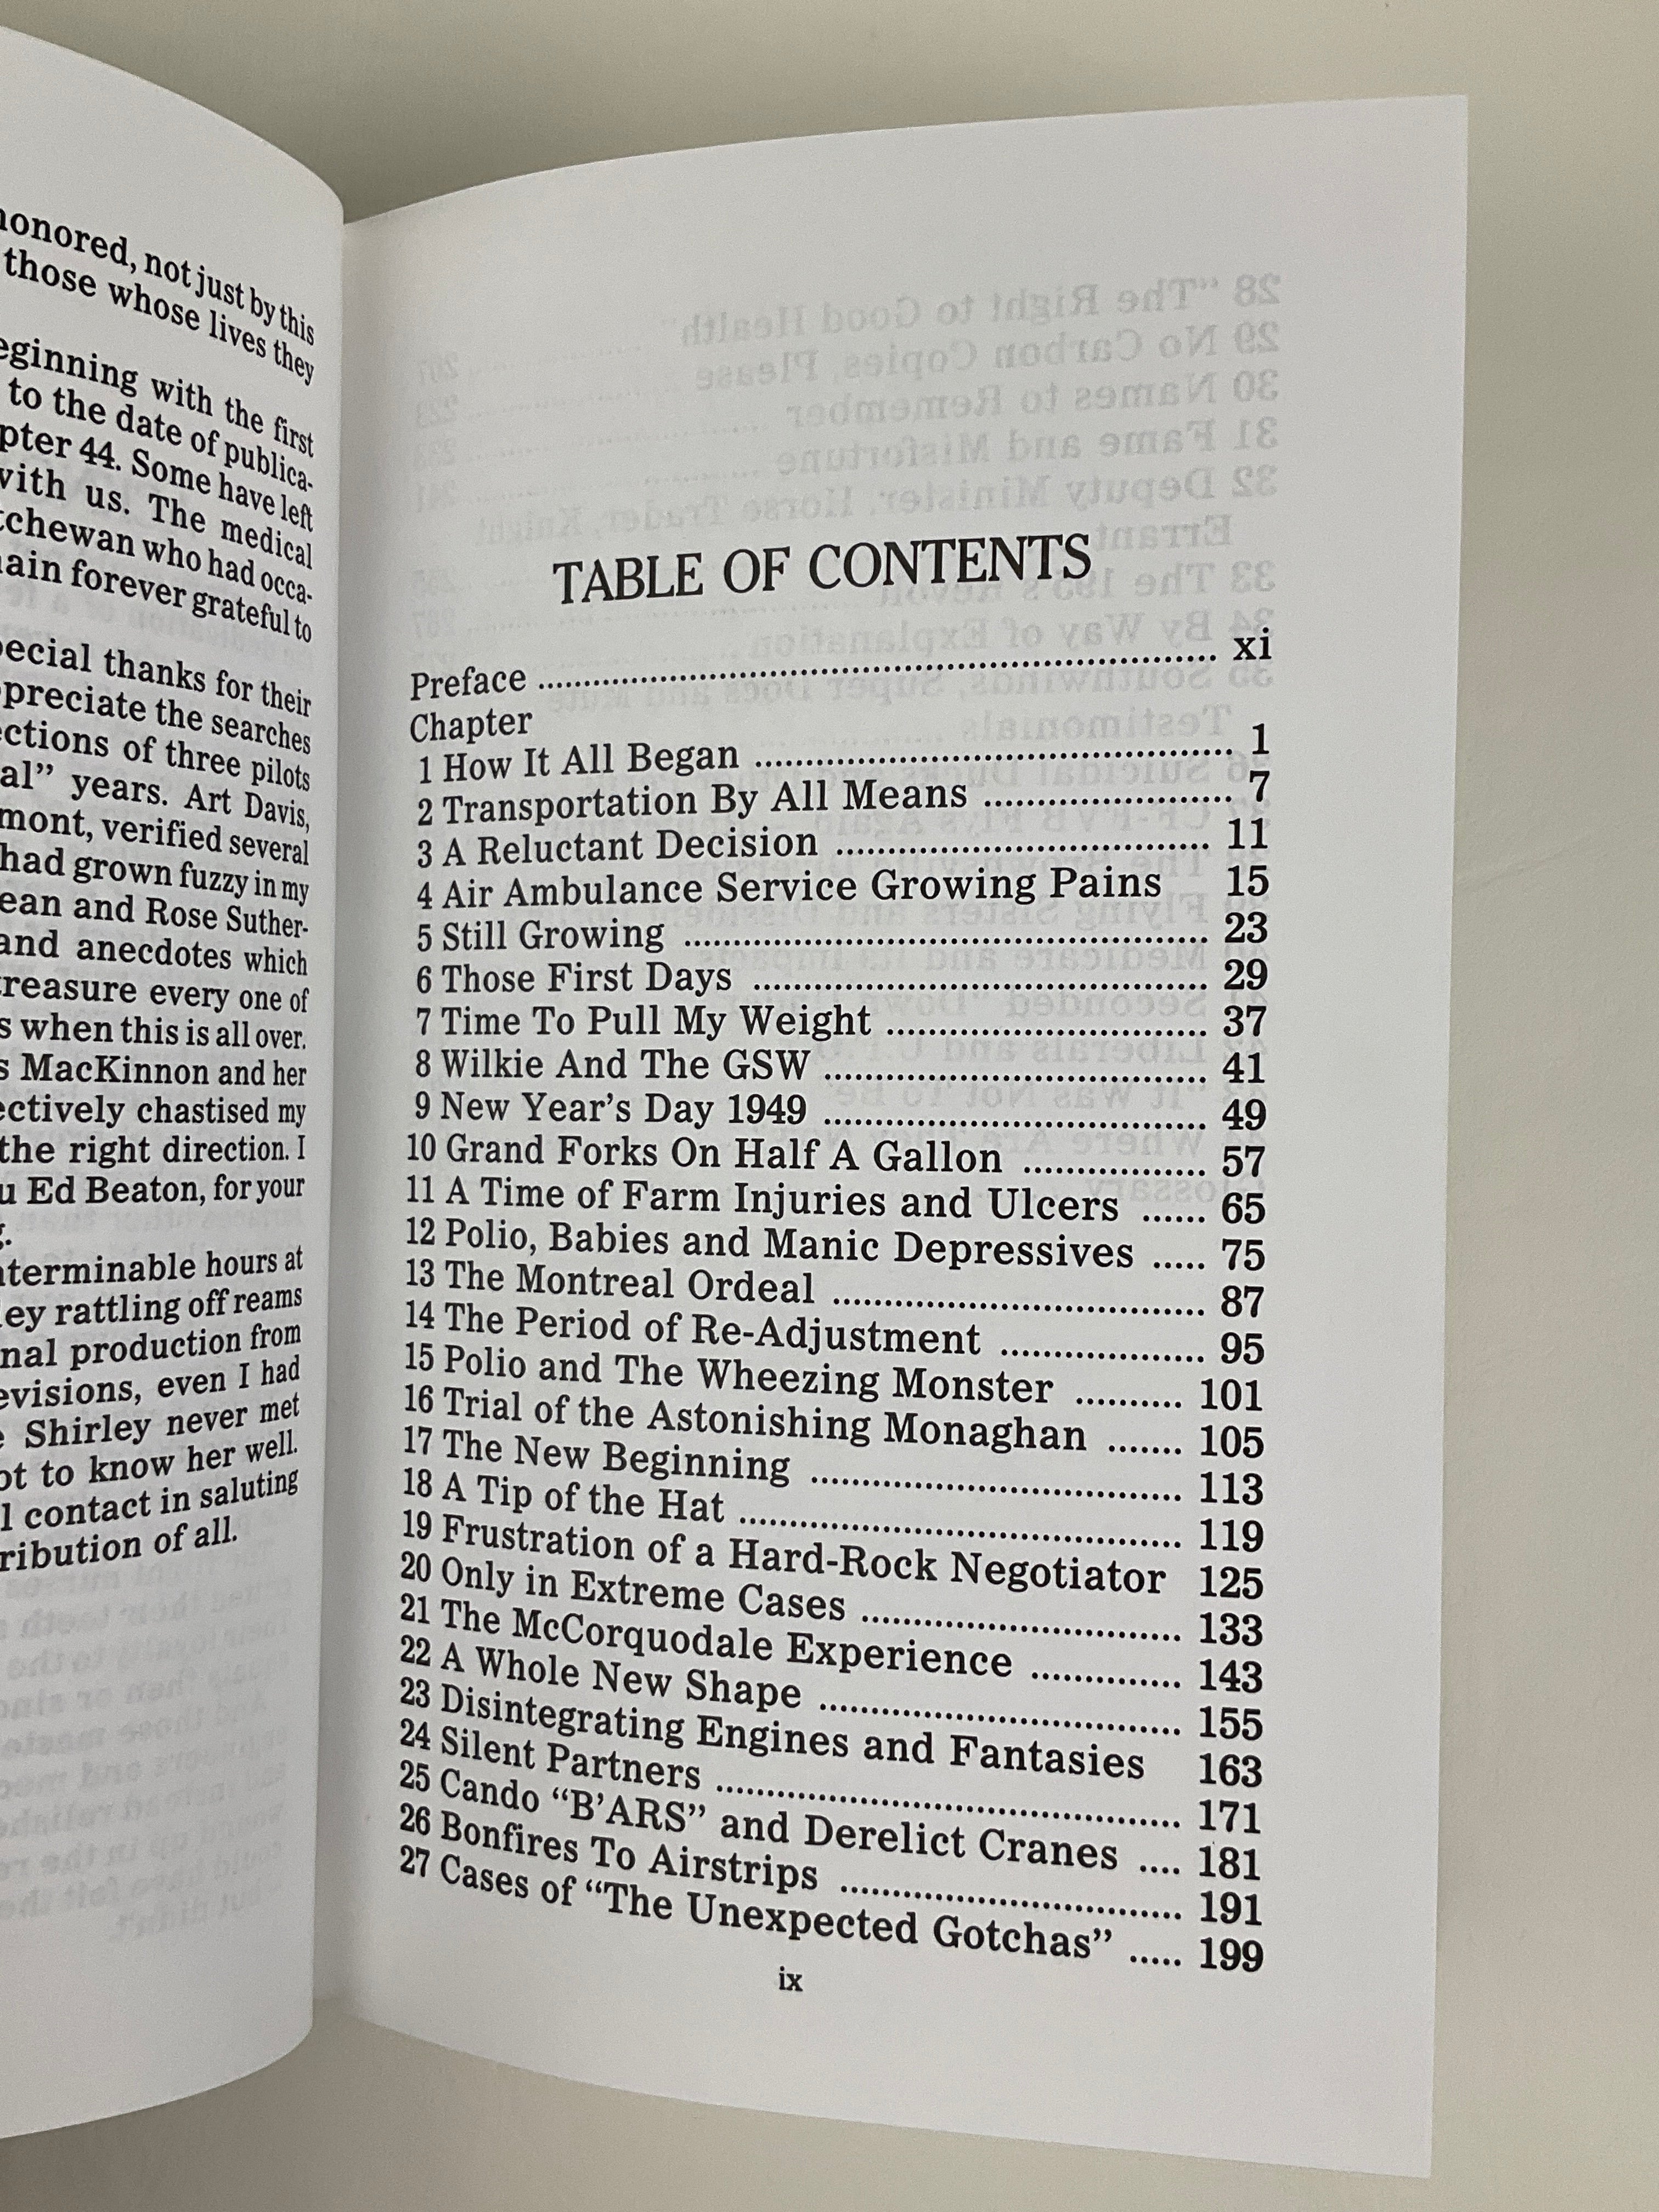 honored, not just by this
those whose lives they
eginning with the first
to the date of publica-
pter 44. Some have left
with us. The medical
tchewan who had occa-
ain forever grateful to
pecial thanks for their
preciate the searches
ections of three pilots
al” years. Art Davis,
mont, verified several
had grown fuzzy in my
ean and Rose Suther-
and anecdotes which
treasure every one of
s when this is all over.
s MacKinnon and her
ectively chastised my
the right direction. I
u Ed Beaton, for your
g.
nterminable hours at
ley rattling off reams
nal production from
evisions, even I had
e Shirley never met
ot to know her well.
l contact in saluting
ribution of all.
TABLE OF CONTENTS
Preface ........ xi
Chapter
1 How It All Began ........ 1
2 Transportation By All Means ........ 7
3 A Reluctant Decision ........ 11
4 Air Ambulance Service Growing Pains 15
5 Still Growing ........ 23
6 Those First Days ........ 29
7 Time To Pull My Weight ........ 37
8 Wilkie And The GSW ........ 41
9 New Year’s Day 1949 ........ 49
10 Grand Forks On Half A Gallon ........ 57
11 A Time of Farm Injuries and Ulcers ...... 65
12 Polio, Babies and Manic Depressives ..... 75
13 The Montreal Ordeal ........ 87
14 The Period of Re-Adjustment ........ 95
15 Polio and The Wheezing Monster .......... 101
16 Trial of the Astonishing Monaghan ....... 105
17 The New Beginning ........ 113
18 A Tip of the Hat ........ 119
19 Frustration of a Hard-Rock Negotiator 125
20 Only in Extreme Cases ........ 133
21 The McCorquodale Experience ........ 143
22 A Whole New Shape ........ 155
23 Disintegrating Engines and Fantasies 163
24 Silent Partners ........ 171
25 Cando “B’ARS” and Derelict Cranes .... 181
26 Bonfires To Airstrips ........ 191
27 Cases of “The Unexpected Gotchas” ..... 199
ix